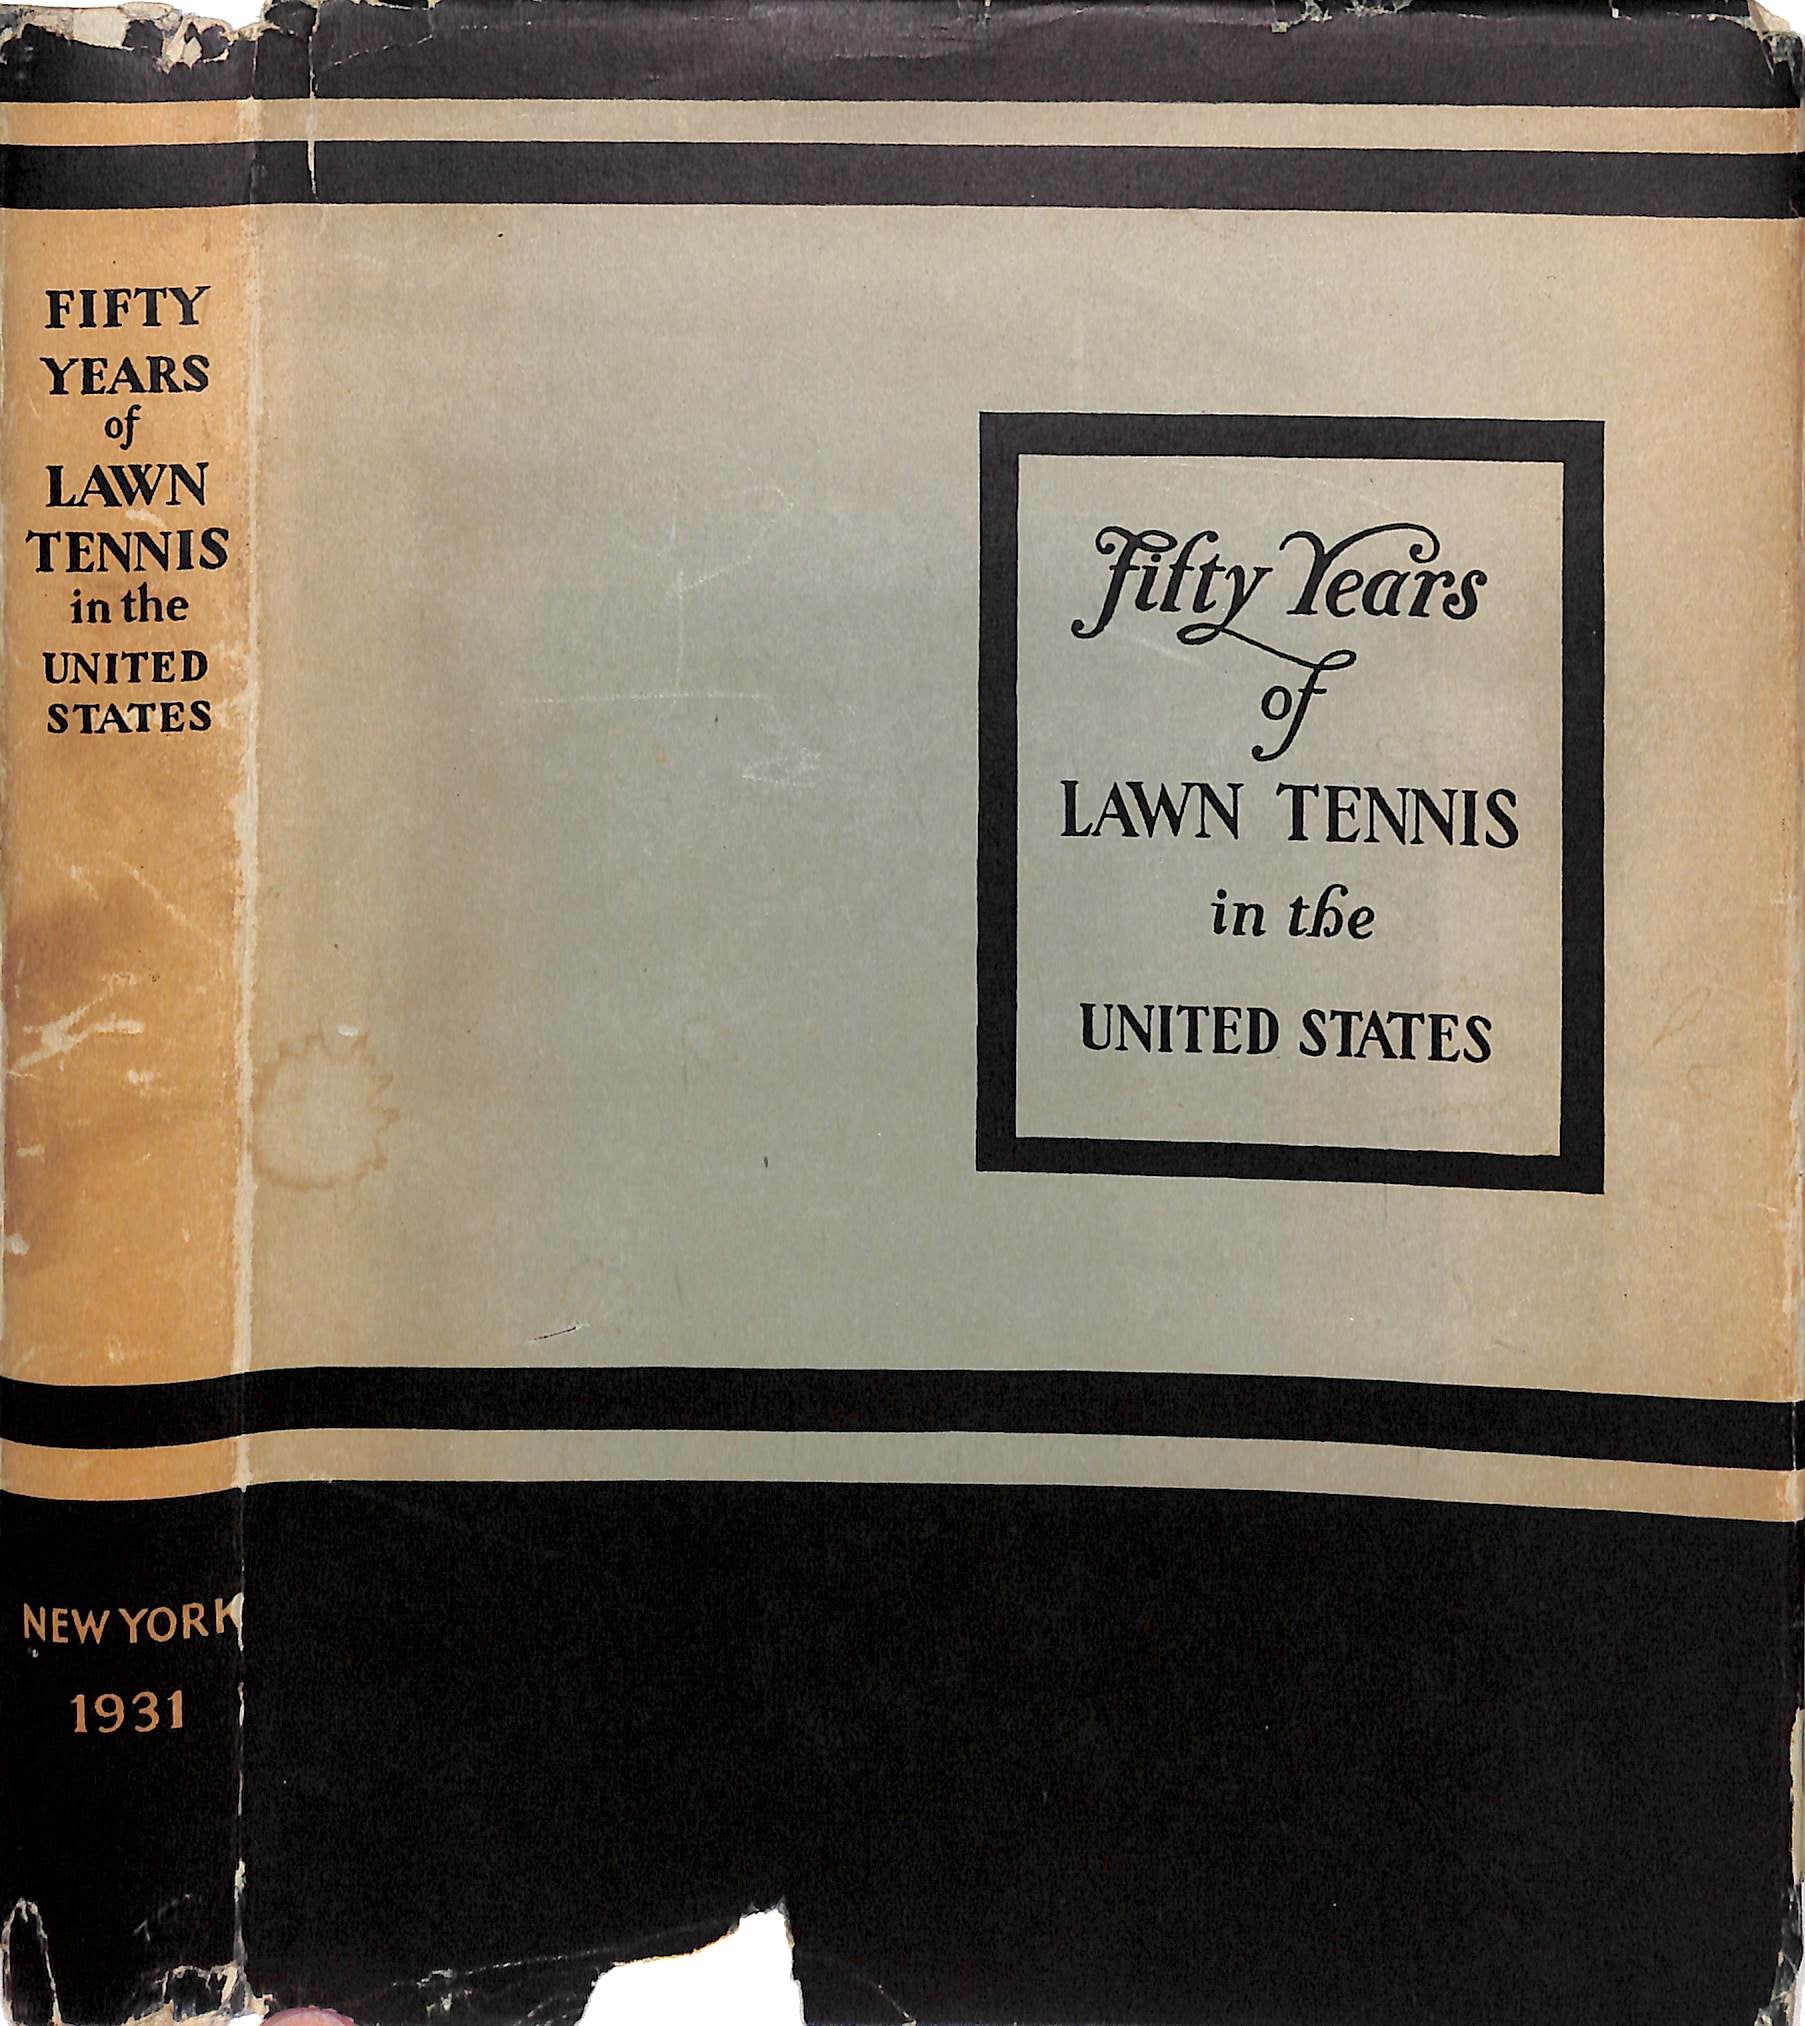 FIFTY
YEARS
of
LAWN
TENNIS
in the
UNITED
STATES
NEW YORK
1931
Fifty Years
of
LAWN TENNIS
in the
UNITED STATES